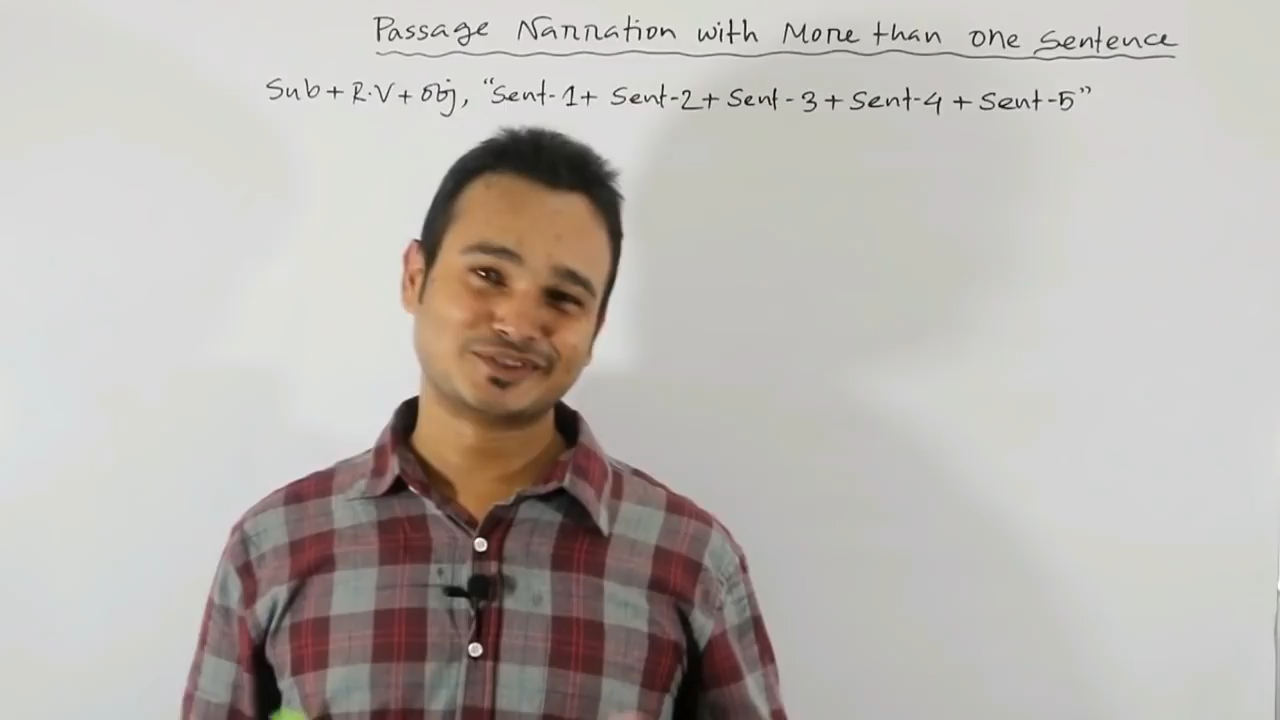 Passage Narration with More than one Sentence
Sub + R.V + Obj, “Sent-1 + Sent-2 + Sent-3 + Sent-4 + Sent-5”